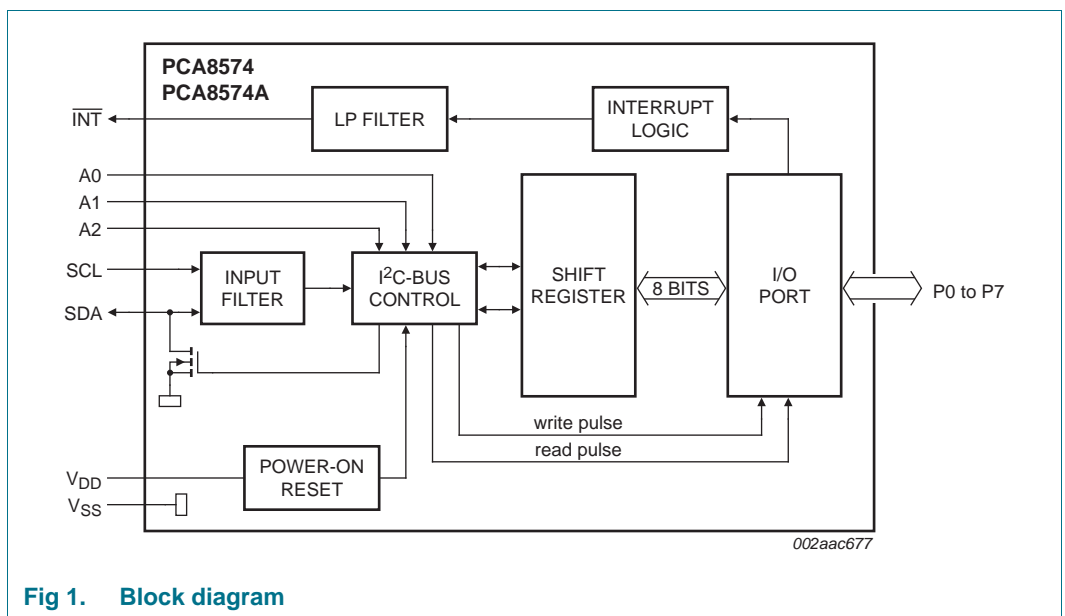 PCA8574
PCA8574A
INT
LP FILTER
INTERRUPT
LOGIC
A0
A1
A2
SCL
SDA
INPUT
FILTER
I²C-BUS
CONTROL
SHIFT
REGISTER
8 BITS
I/O
PORT
P0 to P7
write pulse
read pulse
VDD
VSS
POWER-ON
RESET
002aac677
Fig 1. Block diagram